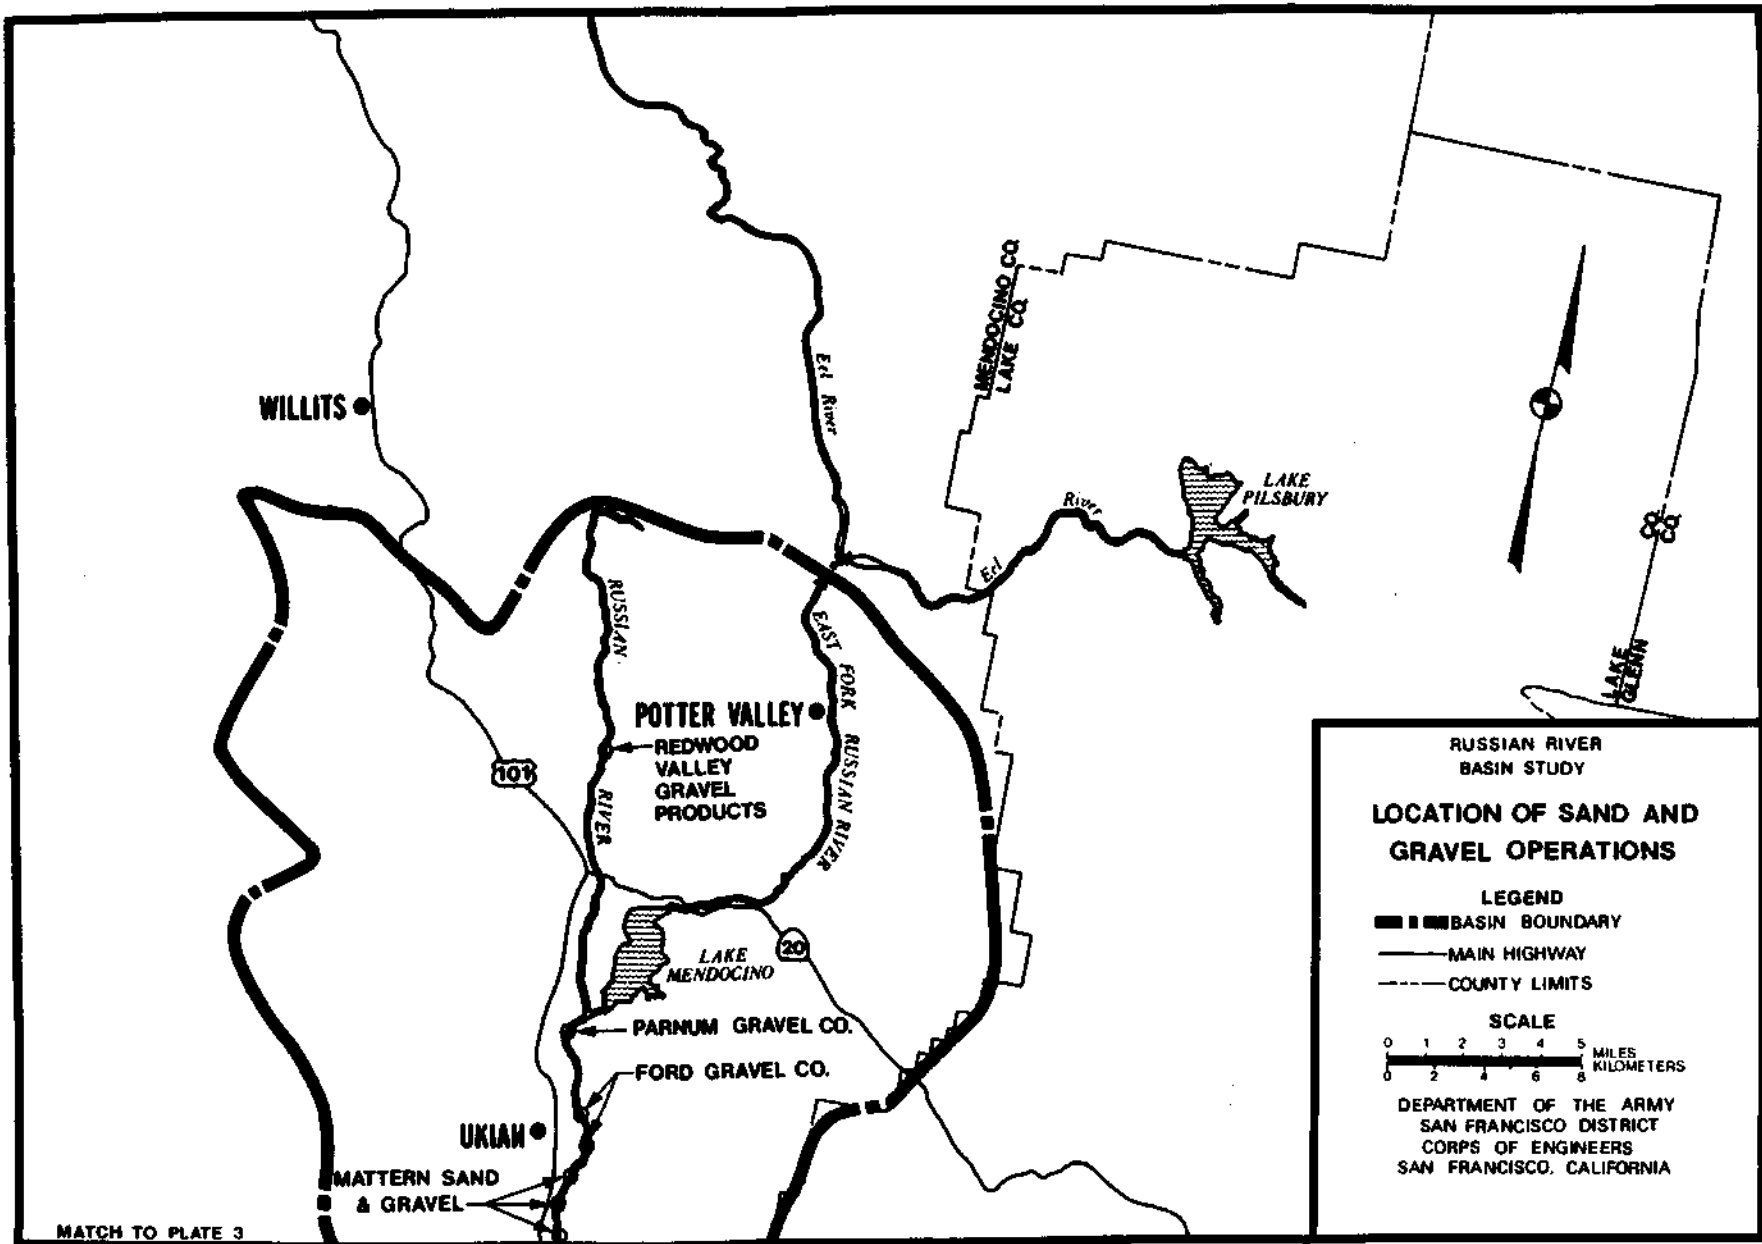 MENDOCINO CO.
LAKE CO.
Eel River
WILLITS
LAKE
PILSBURY
River
Eel
CO.
CO.
RUSSIAN
EAST FORK RUSSIAN RIVER
LAKE
GLENN
POTTER VALLEY
REDWOOD
VALLEY
GRAVEL
PRODUCTS
101
RIVER
20
LAKE
MENDOCINO
PARNUM GRAVEL CO.
FORD GRAVEL CO.
UKIAH
MATTERN SAND
& GRAVEL
MATCH TO PLATE 3
RUSSIAN RIVER
BASIN STUDY
LOCATION OF SAND AND
GRAVEL OPERATIONS
LEGEND
BASIN BOUNDARY
MAIN HIGHWAY
COUNTY LIMITS
SCALE
0 1 2 3 4 5
MILES
KILOMETERS
0 2 4 6 8
DEPARTMENT OF THE ARMY
SAN FRANCISCO DISTRICT
CORPS OF ENGINEERS
SAN FRANCISCO, CALIFORNIA